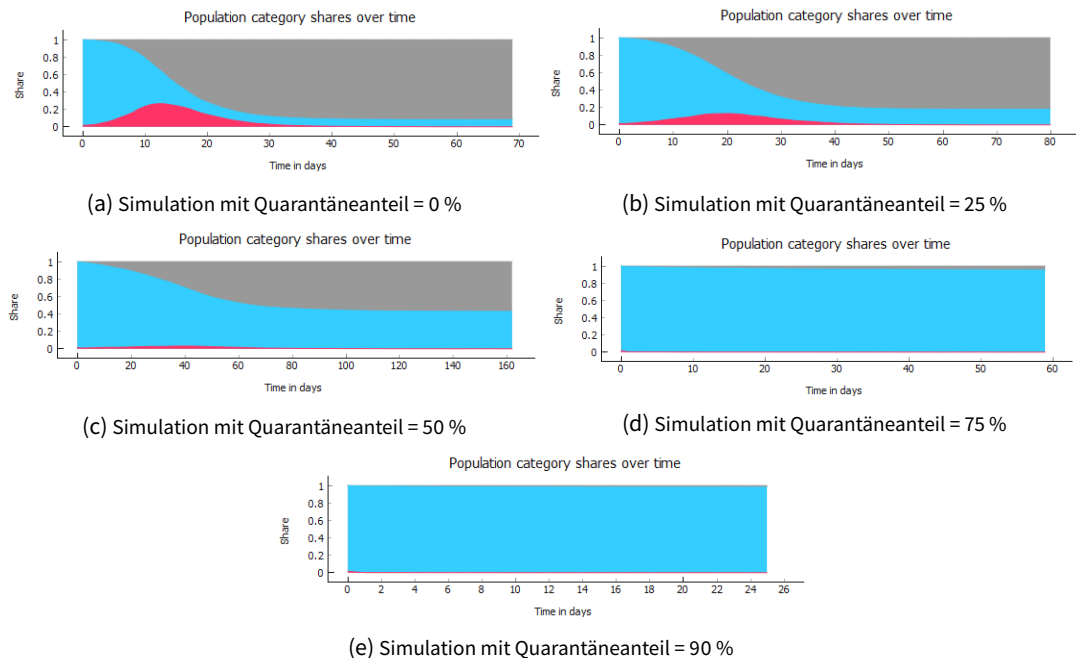 Population category shares over time
1
0.8
0.6
0.4
0.2
0
Share
0 10 20 30 40 50 60 70
Time in days
(a) Simulation mit Quarantäneanteil = 0 %
Population category shares over time
1
0.8
0.6
0.4
0.2
0
Share
0 10 20 30 40 50 60 70 80
Time in days
(b) Simulation mit Quarantäneanteil = 25 %
Population category shares over time
1
0.8
0.6
0.4
0.2
0
Share
0 20 40 60 80 100 120 140 160
Time in days
(c) Simulation mit Quarantäneanteil = 50 %
Population category shares over time
1
0.8
0.6
0.4
0.2
0
Share
0 10 20 30 40 50 60
Time in days
(d) Simulation mit Quarantäneanteil = 75 %
Population category shares over time
1
0.8
0.6
0.4
0.2
0
Share
0 2 4 6 8 10 12 14 16 18 20 22 24 26
Time in days
(e) Simulation mit Quarantäneanteil = 90 %